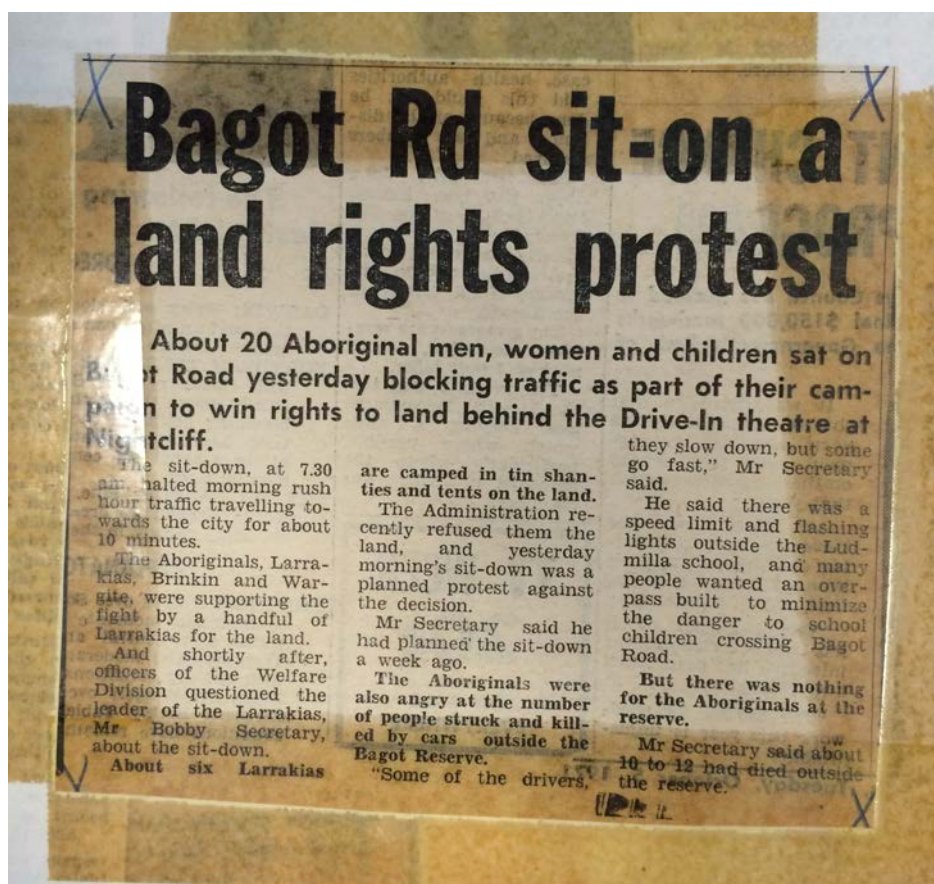 Bagot Rd sit-on a
land rights protest
About 20 Aboriginal men, women and children sat on
Bagot Road yesterday blocking traffic as part of their cam-
paign to win rights to land behind the Drive-In theatre at
Nightcliff.
The sit-down, at 7.30
am, halted morning rush
hour traffic travelling to-
wards the city for about
10 minutes.
The Aboriginals, Larra-
kias, Brinkin and War-
gite, were supporting the
fight by a handful of
Larrakias for the land.
And shortly after,
officers of the Welfare
Division questioned the
leader of the Larrakias,
Mr Bobby Secretary,
about the sit-down.
About six Larrakias
are camped in tin shan-
ties and tents on the land.
The Administration re-
cently refused them the
land, and yesterday
morning's sit-down was a
planned protest against
the decision.
Mr Secretary said he
had planned the sit-down
a week ago.
The Aboriginals were
also angry at the number
of people struck and kill-
ed by cars outside the
Bagot Reserve.
"Some of the drivers,
they slow down, but some
go fast," Mr Secretary
said.
He said there was a
speed limit and flashing
lights outside the Lud-
milla school, and many
people wanted an over-
pass built to minimize
the danger to school
children crossing Bagot
Road.
But there was nothing
for the Aboriginals at the
reserve.
Mr Secretary said about
10 to 12 had died outside
the reserve.